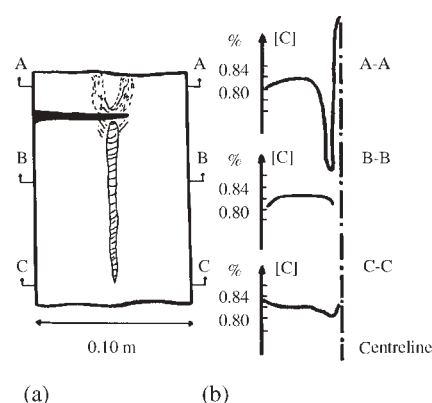 A A
B B
C C
0.10 m
(a)
% [C]
0.84
0.80
A-A
% [C]
0.84
0.80
B-B
% [C]
0.84
0.80
C-C
Centreline
(b)